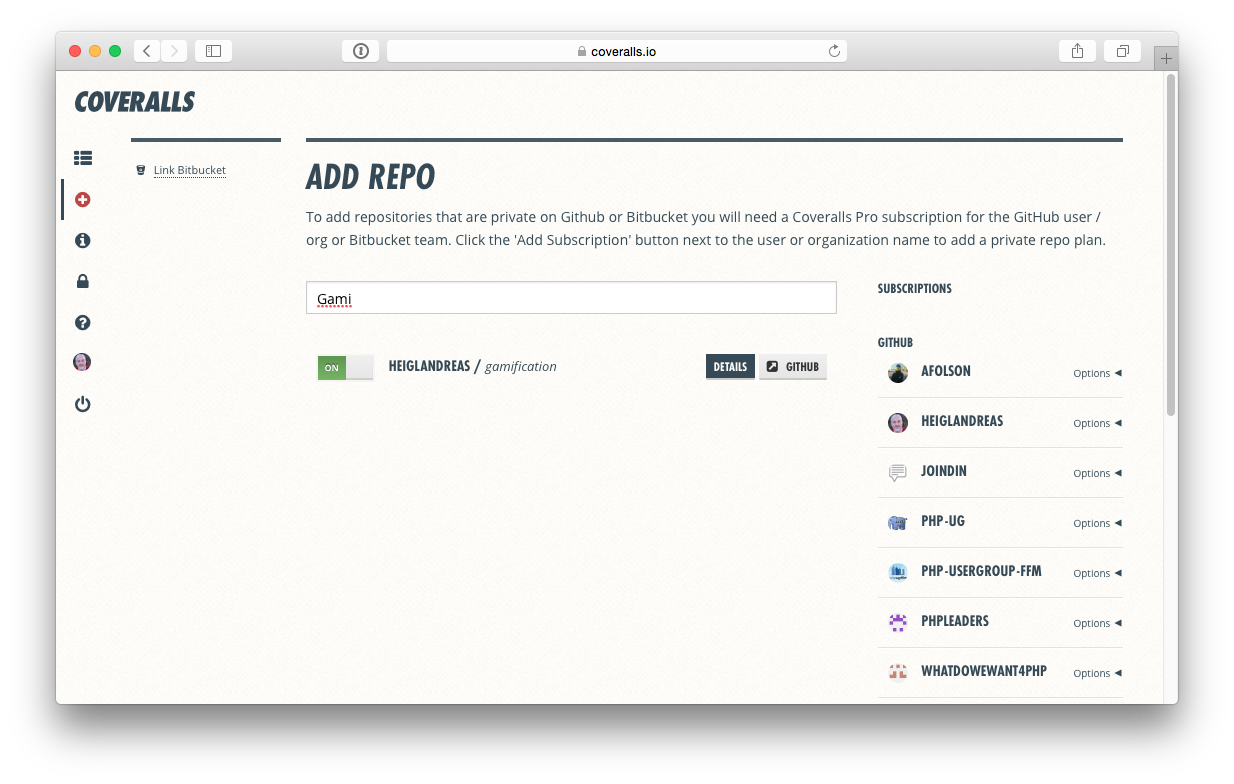 coveralls.io
COVERALLS
Link Bitbucket
ADD REPO
To add repositories that are private on Github or Bitbucket you will need a Coveralls Pro subscription for the GitHub user /
org or Bitbucket team. Click the 'Add Subscription' button next to the user or organization name to add a private repo plan.
Gami
SUBSCRIPTIONS
ON HEIGLANDREAS / gamification DETAILS GITHUB
GITHUB
AFOLSON Options
HEIGLANDREAS Options
JOINDIN Options
PHP-UG Options
PHP-USERGROUP-FFM Options
PHPLEADERS Options
WHATDOWEWANT4PHP Options